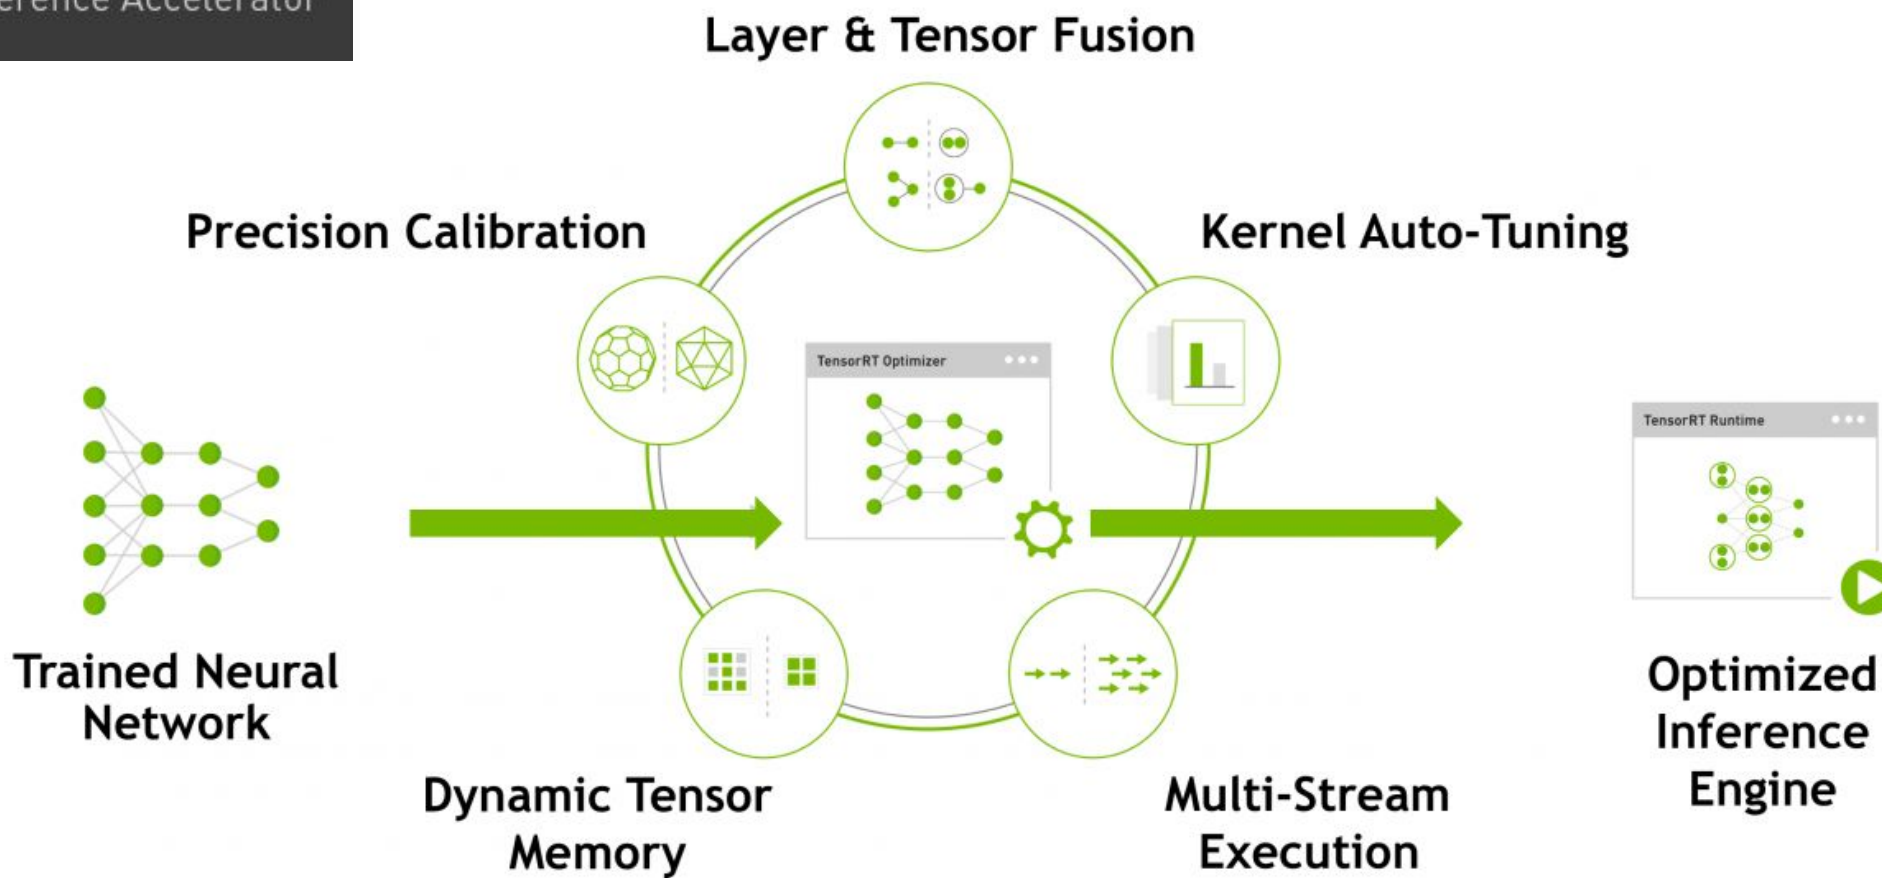 Accelerator
Layer & Tensor Fusion
Precision Calibration
Kernel Auto-Tuning
TensorRT Optimizer
TensorRT Runtime
Trained Neural
Network
Optimized
Inference
Engine
Dynamic Tensor
Memory
Multi-Stream
Execution